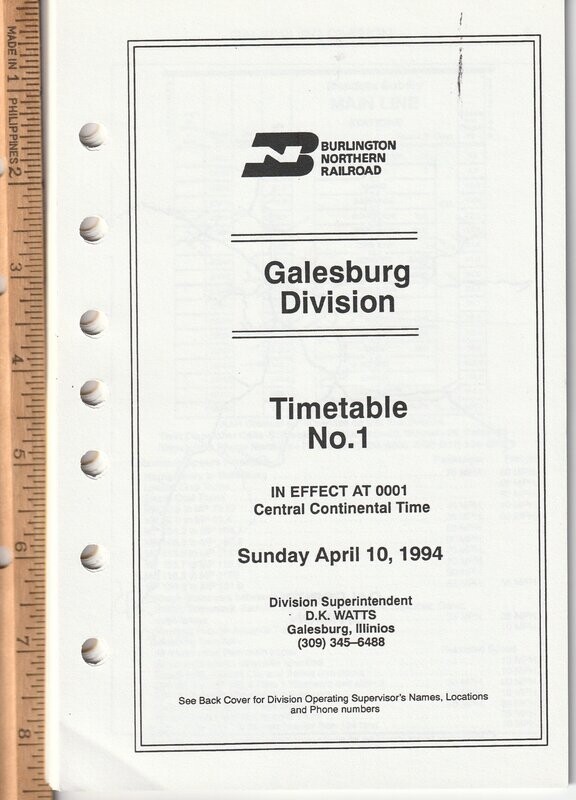 MADE IN PHILIPPINES
1
2
3
4
5
6
7
8
BURLINGTON
NORTHERN
RAILROAD
Galesburg
Division
Timetable
No.1
IN EFFECT AT 0001
Central Continental Time
Sunday April 10, 1994
Division Superintendent
D.K. WATTS
Galesburg, Illinios
(309) 345–6488
See Back Cover for Division Operating Supervisor's Names, Locations
and Phone numbers